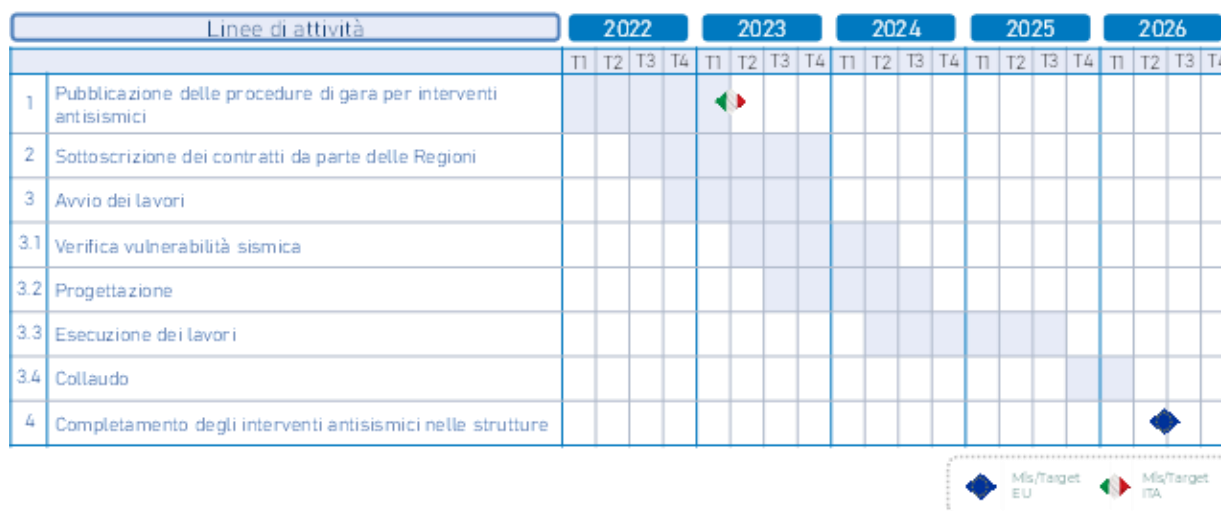 Linee di attività 2022 2023 2024 2025 2026
T1 T2 T3 T4 T1 T2 T3 T4 T1 T2 T3 T4 T1 T2 T3 T4 T1 T2 T3 T4
1 Pubblicazione delle procedure di gara per interventi
antisismici
2 Sottoscrizione dei contratti da parte delle Regioni
3 Avvio dei lavori
3.1 Verifica vulnerabilità sismica
3.2 Progettazione
3.3 Esecuzione dei lavori
3.4 Collaudo
4 Completamento degli interventi antisismici nelle strutture
Mls/Target Mls/Target
EU ITA